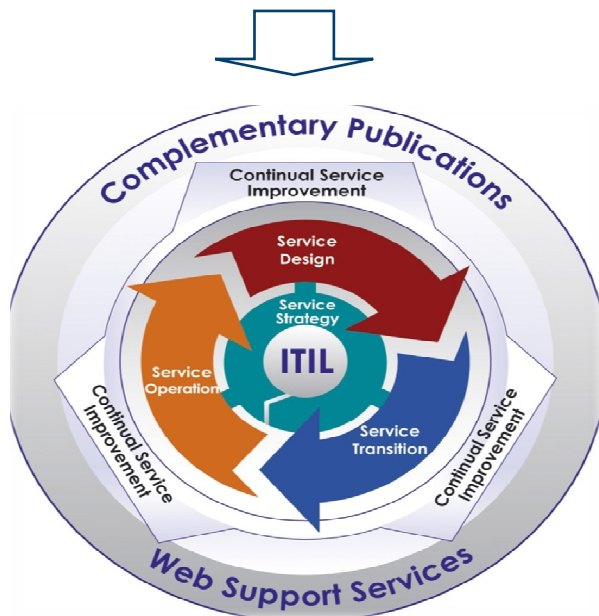 Complementary Publications
Continual Service
Improvement
Service
Design
Service
Strategy
ITIL
Service
Operation
Service
Transition
Continual Service
Improvement
Continual Service
Improvement
Web Support Services